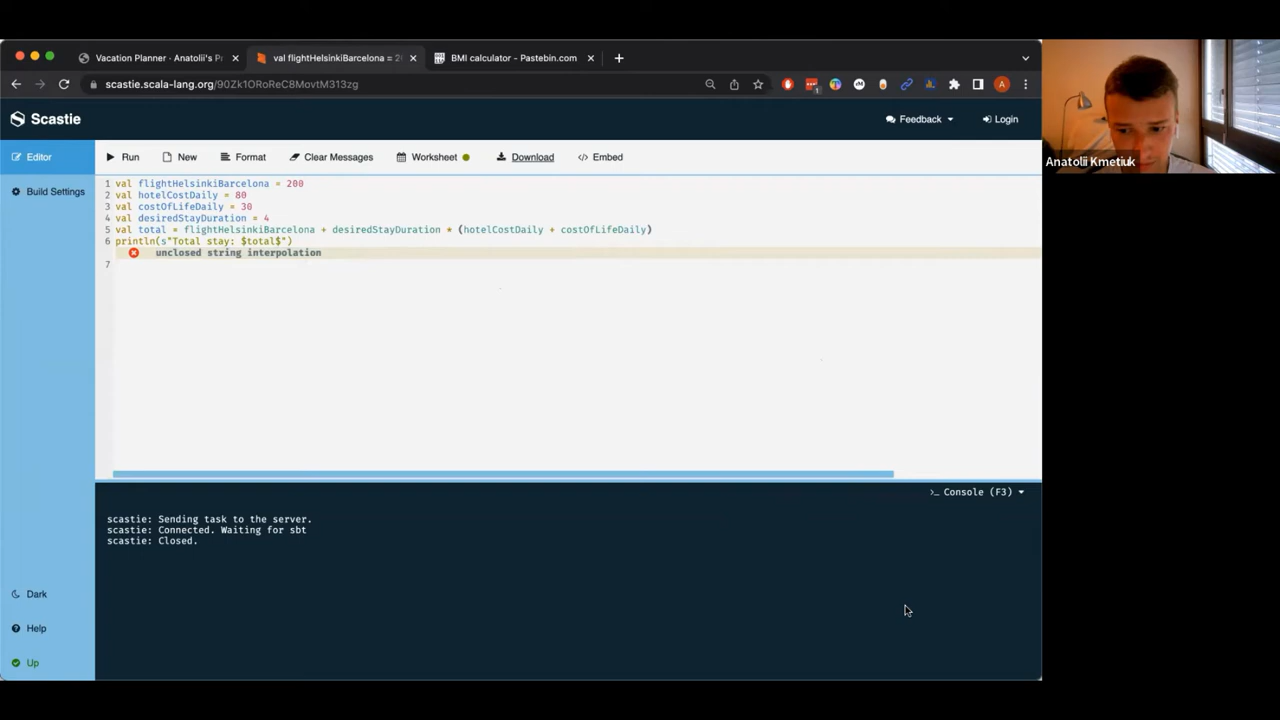 Vacation Planner · Anatolii's Pr
val flightHelsinkiBarcelona = 20
BMI calculator - Pastebin.com
scastie.scala-lang.org/90Zk1ORoReC8MovtM313zg
1
A
Scastie
Feedback
Login
Editor
Run
New
Format
Clear Messages
Worksheet
Download
Embed
Build Settings
1 val flightHelsinkiBarcelona = 200
2 val hotelCostDaily = 80
3 val costOfLifeDaily = 30
4 val desiredStayDuration = 4
5 val total = flightHelsinkiBarcelona + desiredStayDuration * (hotelCostDaily + costOfLifeDaily)
6 println(s"Total stay: $total$")
unclosed string interpolation
7
>_ Console (F3)
scastie: Sending task to the server.
scastie: Connected. Waiting for sbt
scastie: Closed.
Dark
Help
Up
Anatolii Kmetiuk